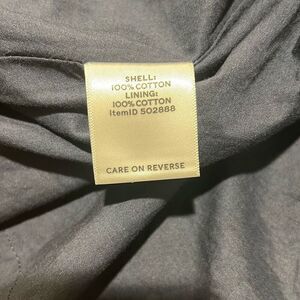 SHELL:
100% COTTON
LINING:
100% COTTON
ItemID 502888
CARE ON REVERSE